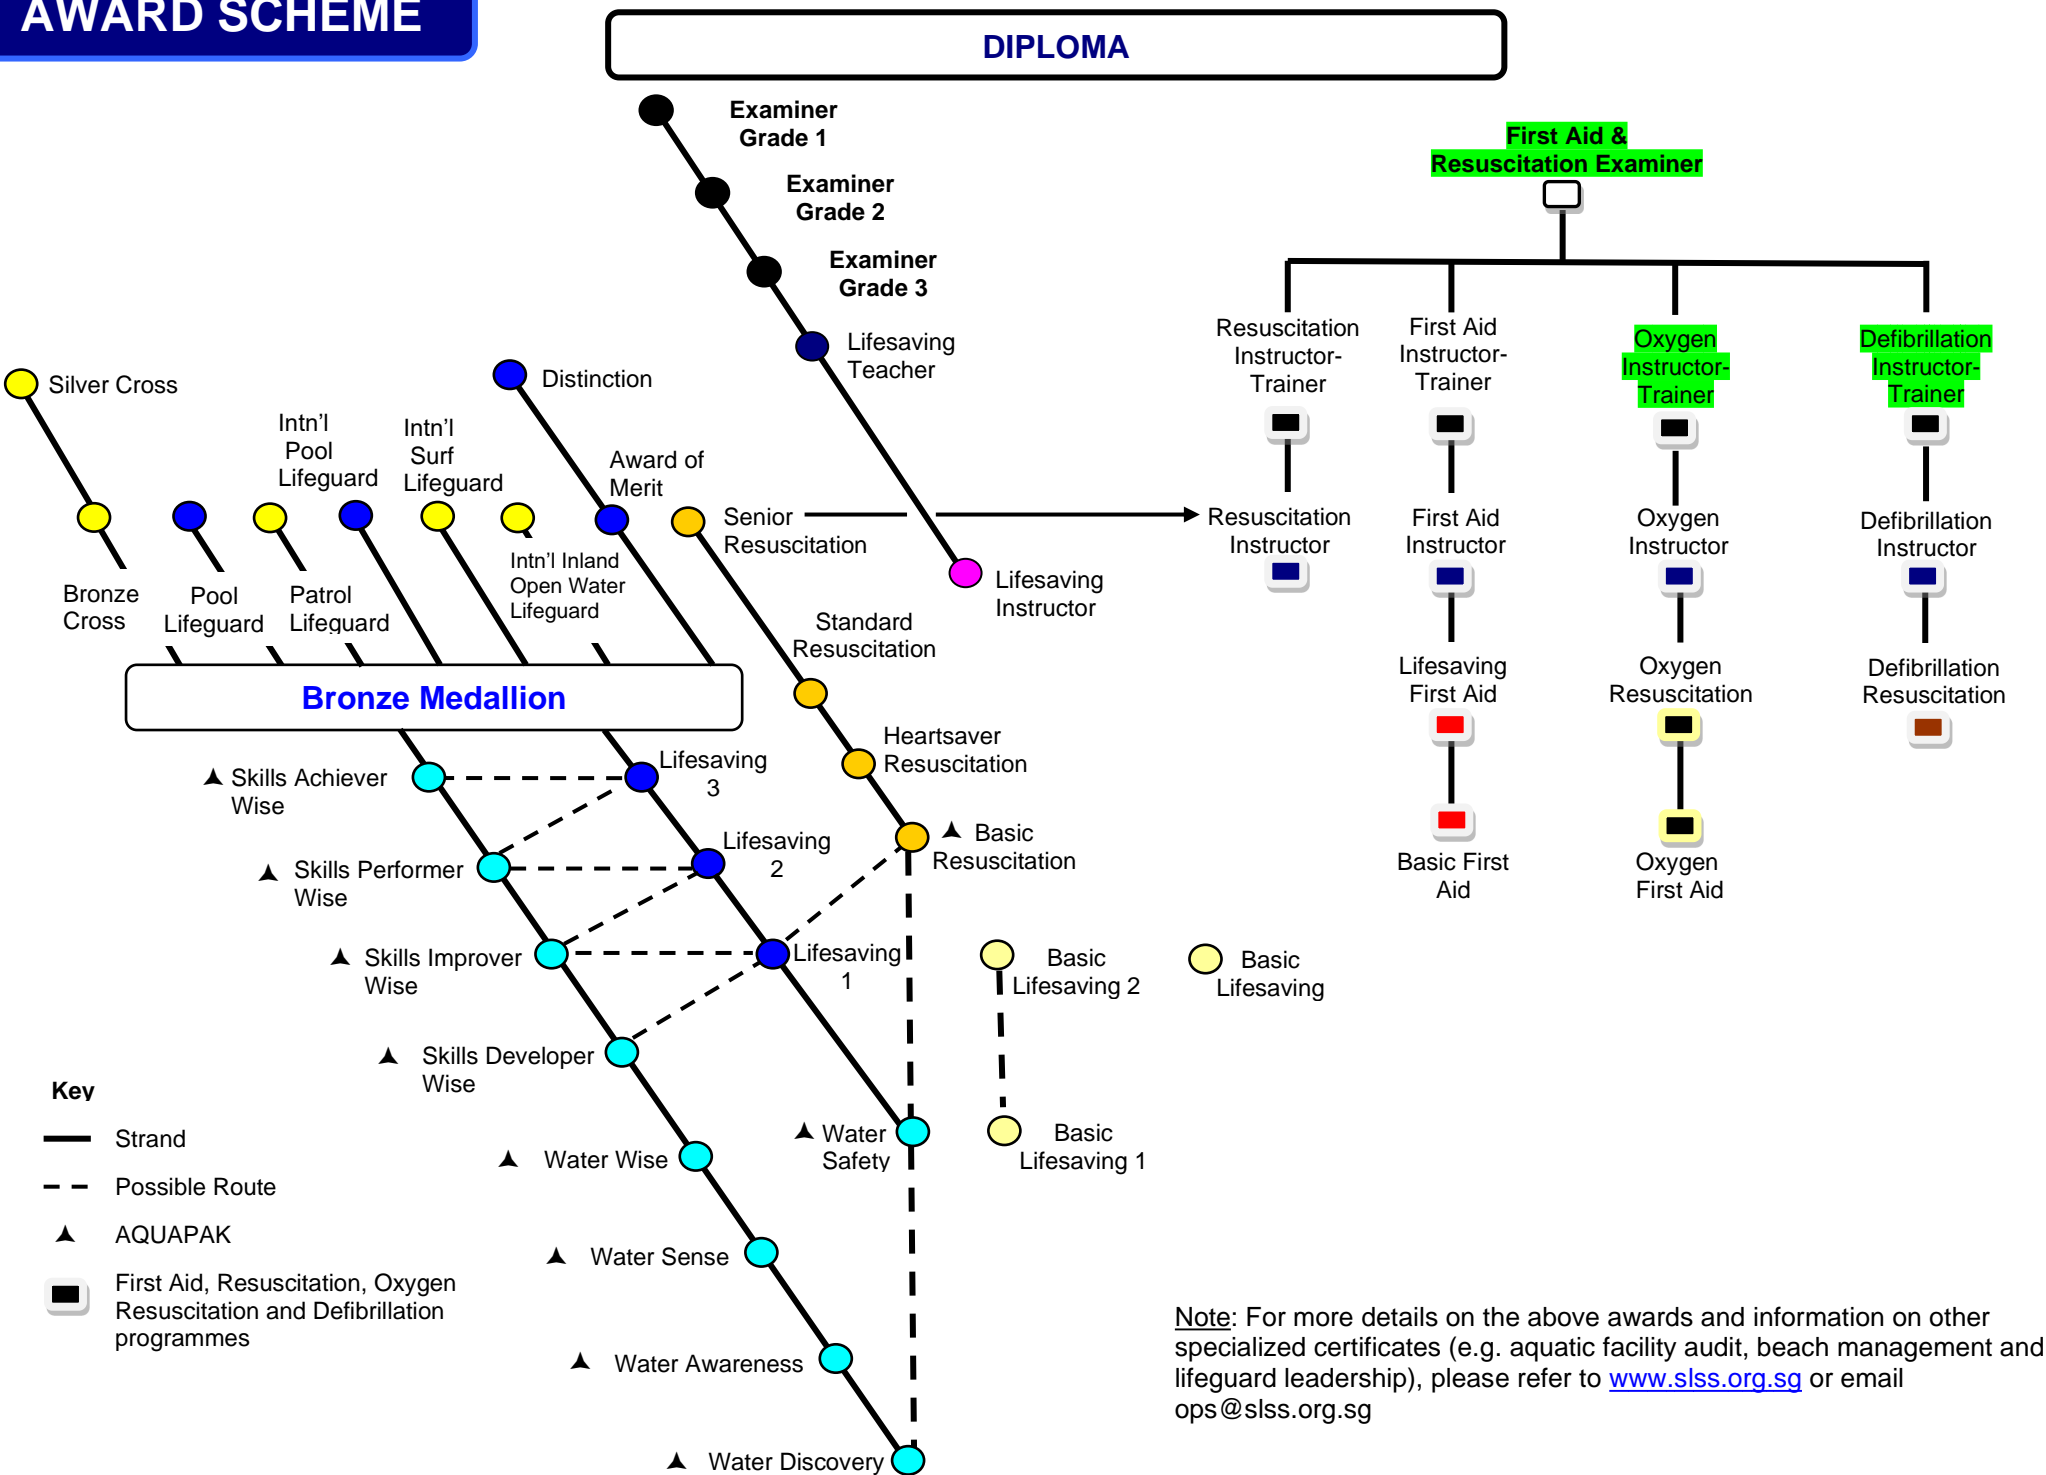 AWARD SCHEME
DIPLOMA
Examiner
Grade 1
Examiner
Grade 2
Examiner
Grade 3
Lifesaving
Teacher
Lifesaving
Instructor
First Aid &
Resuscitation Examiner
Resuscitation
Instructor-
Trainer
First Aid
Instructor-
Trainer
Oxygen
Instructor-
Trainer
Defibrillation
Instructor-
Trainer
Silver Cross
Distinction
Intn'l
Pool
Lifeguard
Intn'l
Surf
Lifeguard
Award of
Merit
Senior
Resuscitation
Resuscitation
Instructor
First Aid
Instructor
Oxygen
Instructor
Defibrillation
Instructor
Bronze
Cross
Pool
Lifeguard
Patrol
Lifeguard
Intn'l Inland
Open Water
Lifeguard
Standard
Resuscitation
Lifesaving
First Aid
Oxygen
Resuscitation
Defibrillation
Resuscitation
Bronze Medallion
Heartsaver
Resuscitation
Skills Achiever
Wise
Lifesaving
3
Skills Performer
Wise
Lifesaving
2
Basic
Resuscitation
Basic First
Aid
Oxygen
First Aid
Skills Improver
Wise
Lifesaving
1
Basic
Lifesaving 2
Basic
Lifesaving
Skills Developer
Wise
Water
Safety
Basic
Lifesaving 1
Water Wise
Water Sense
Water Awareness
Water Discovery
Key
Strand
Possible Route
AQUAPAK
First Aid, Resuscitation, Oxygen
Resuscitation and Defibrillation
programmes
Note: For more details on the above awards and information on other
specialized certificates (e.g. aquatic facility audit, beach management and
lifeguard leadership), please refer to www.slss.org.sg or email
ops@slss.org.sg